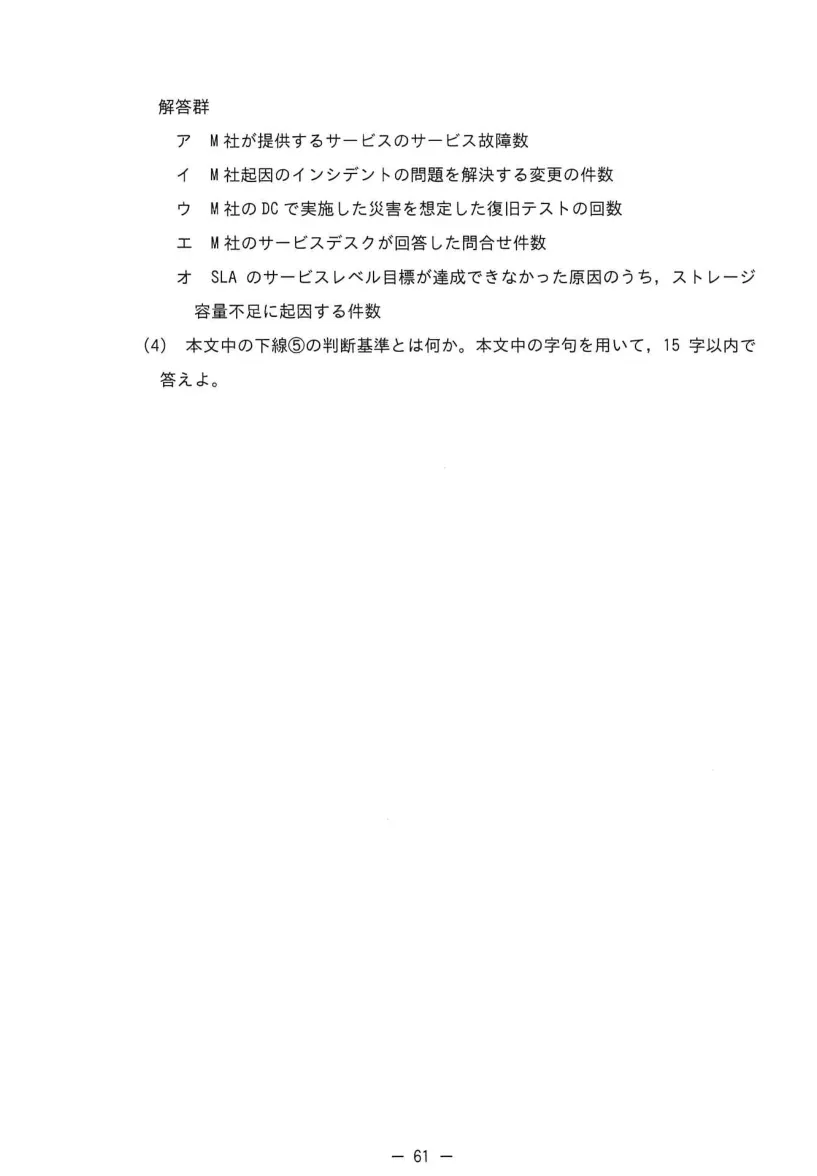 解答群
ア M社が提供するサービスのサービス故障数
イ M社起因のインシデントの問題を解決する変更の件数
ウ M社のDCで実施した災害を想定した復旧テストの回数
エ M社のサービスデスクが回答した問合せ件数
オ SLA のサービスレベル目標が達成できなかった原因のうち，ストレージ
容量不足に起因する件数
(4) 本文中の下線⑤の判断基準とは何か。本文中の字句を用いて，15 字以内で
答えよ。
－ 61 －